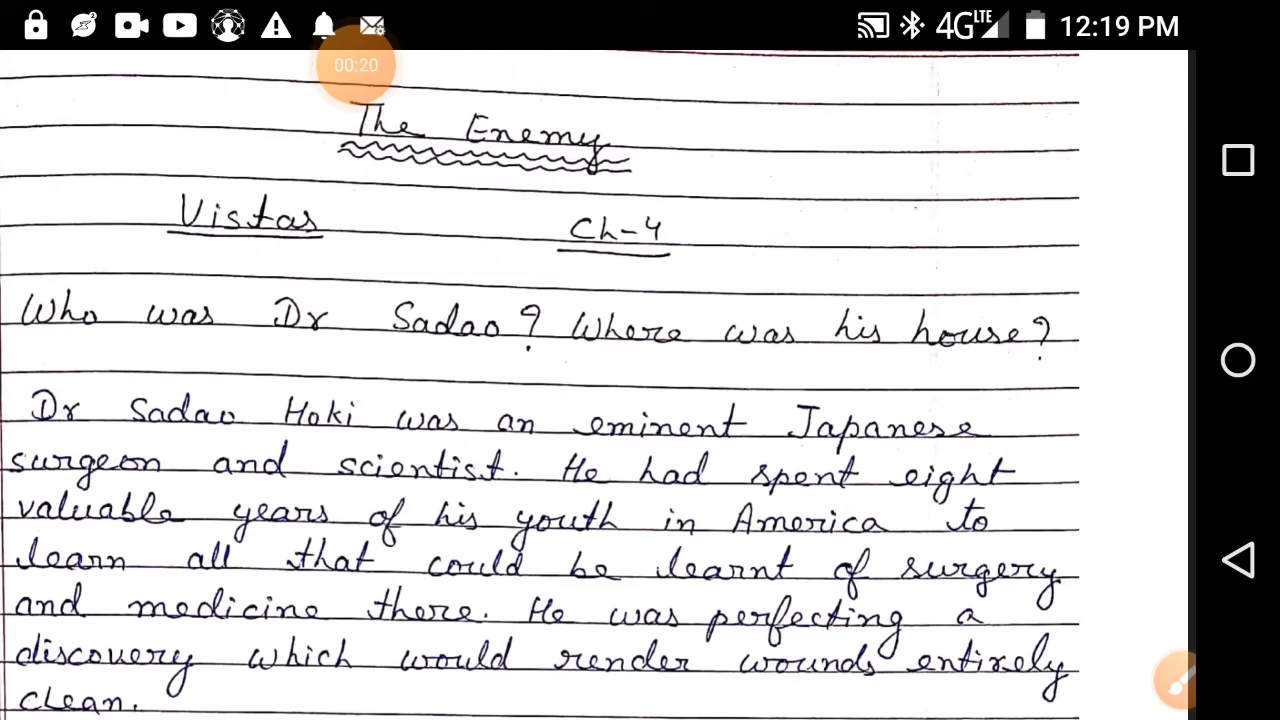 4G LTE 12:19 PM
00:20
The Enemy
Vistas Ch-4
Who was Dr Sadao? Where was his house?
Dr Sadao Hoki was an eminent Japanese
surgeon and scientist. He had spent eight
valuable years of his youth in America to
learn all that could be learnt of surgery
and medicine there. He was perfecting a
discovery which would render wounds entirely
clean.